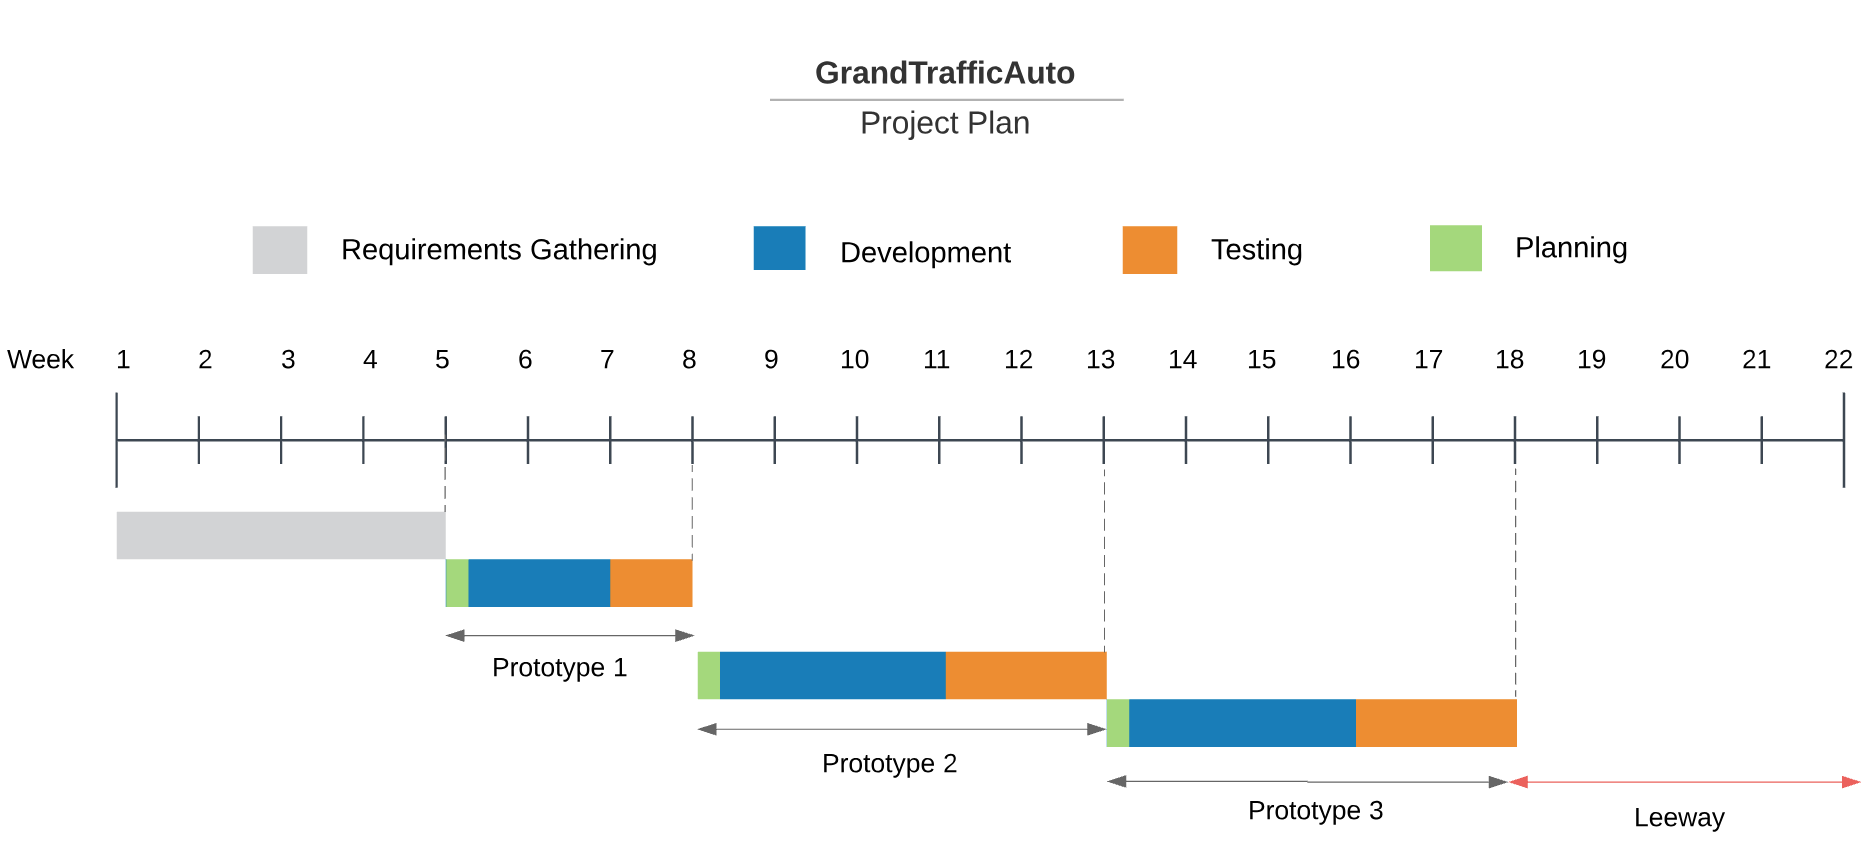 GrandTrafficAuto
Project Plan
Requirements Gathering
Development
Testing
Planning
Week 1 2 3 4 5 6 7 8 9 10 11 12 13 14 15 16 17 18 19 20 21 22
Prototype 1
Prototype 2
Prototype 3
Leeway